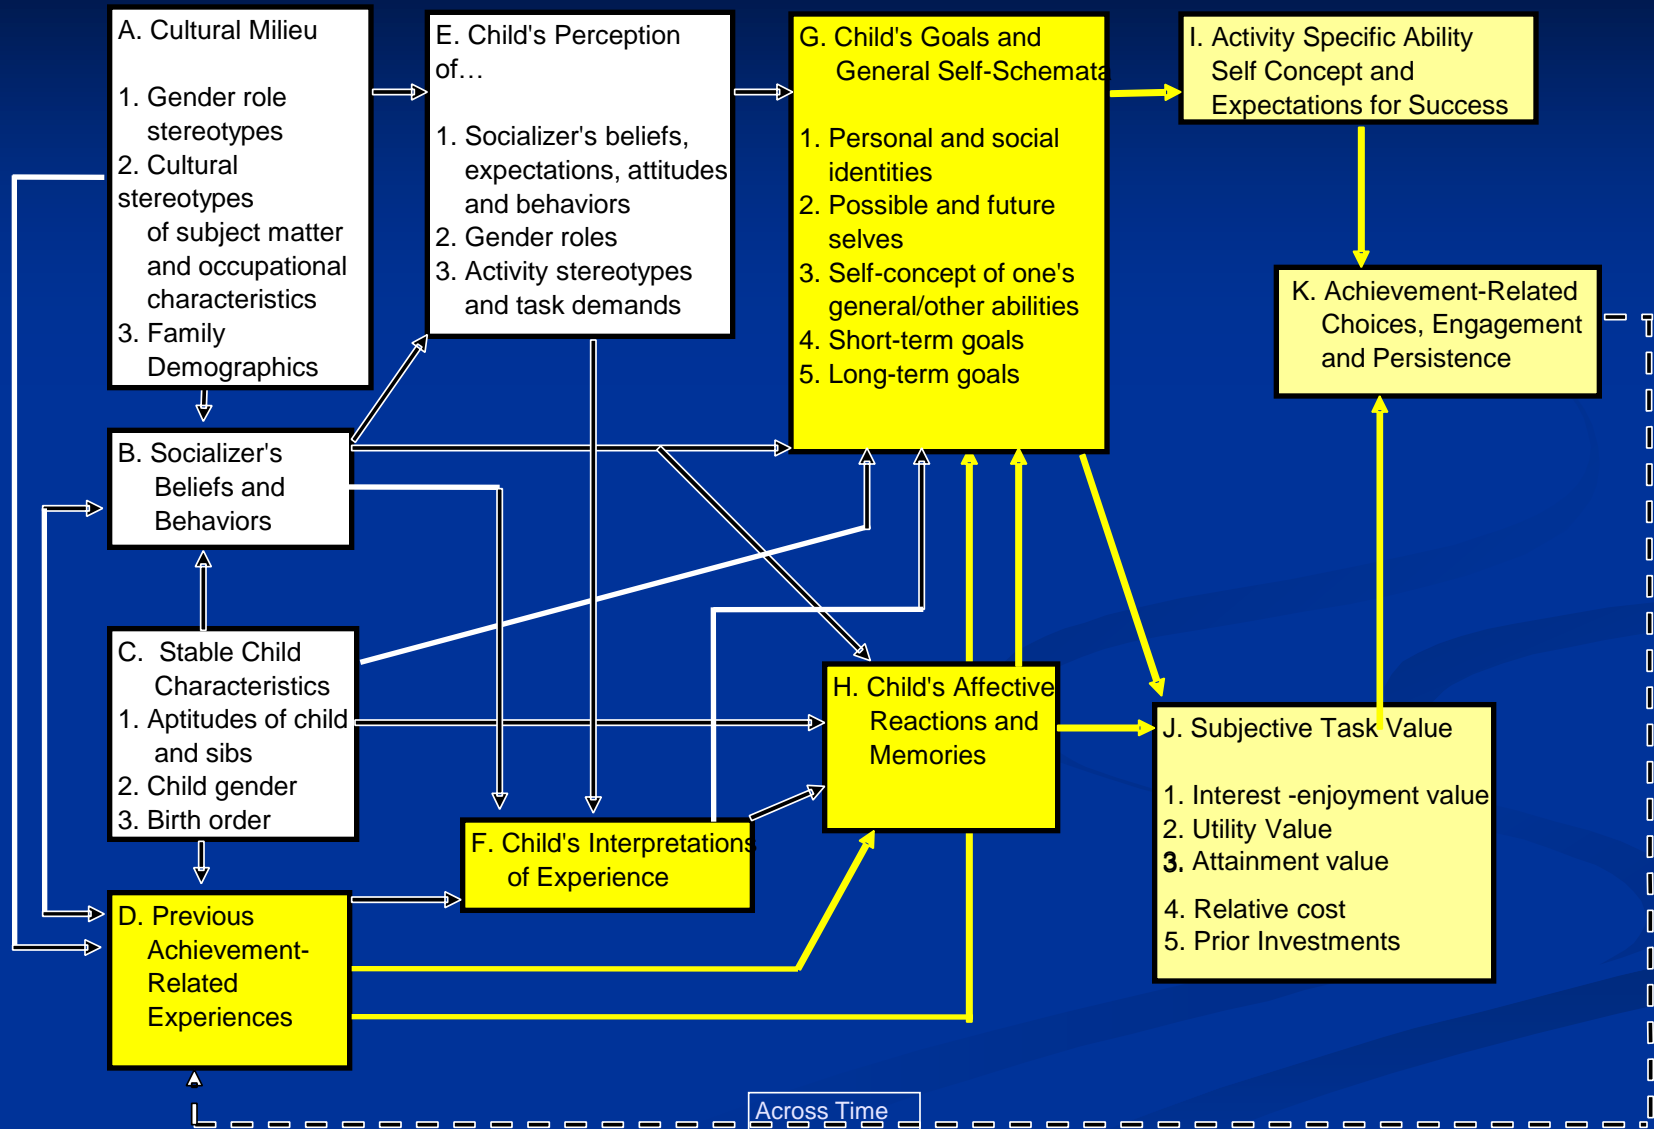 A. Cultural Milieu
1. Gender role
stereotypes
2. Cultural
stereotypes
of subject matter
and occupational
characteristics
3. Family
Demographics
B. Socializer's
Beliefs and
Behaviors
C. Stable Child
Characteristics
1. Aptitudes of child
and sibs
2. Child gender
3. Birth order
D. Previous
Achievement-
Related
Experiences
E. Child's Perception
of…
1. Socializer's beliefs,
expectations, attitudes
and behaviors
2. Gender roles
3. Activity stereotypes
and task demands
F. Child's Interpretations
of Experience
G. Child's Goals and
General Self-Schemata
1. Personal and social
identities
2. Possible and future
selves
3. Self-concept of one's
general/other abilities
4. Short-term goals
5. Long-term goals
H. Child's Affective
Reactions and
Memories
I. Activity Specific Ability
Self Concept and
Expectations for Success
J. Subjective Task Value
1. Interest -enjoyment value
2. Utility Value
3. Attainment value
4. Relative cost
5. Prior Investments
K. Achievement-Related
Choices, Engagement
and Persistence
Across Time